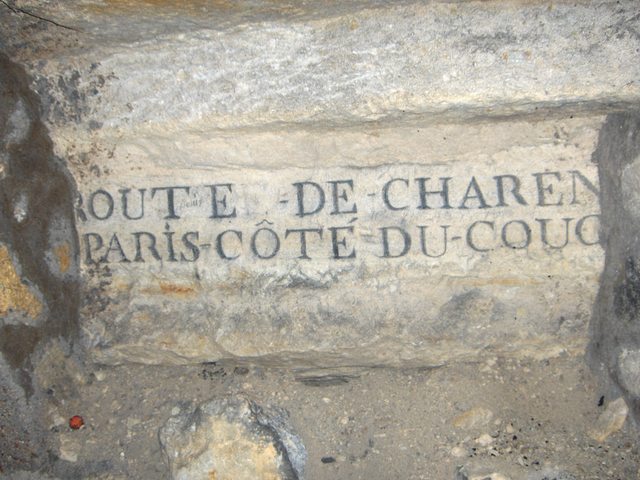 ROUTE - DE - CHAREN
PARIS - CÔTÉ - DU - COUC